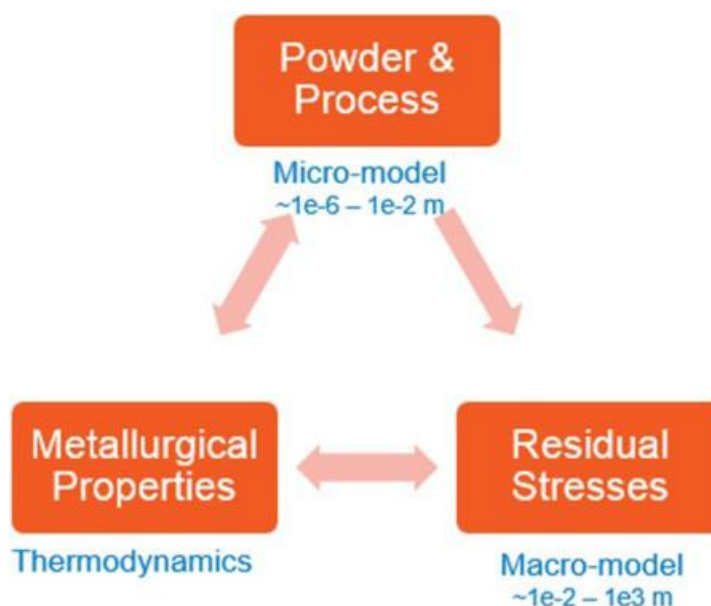 Powder &
Process
Micro-model
~1e-6 – 1e-2 m
Metallurgical
Properties
Thermodynamics
Residual
Stresses
Macro-model
~1e-2 – 1e3 m